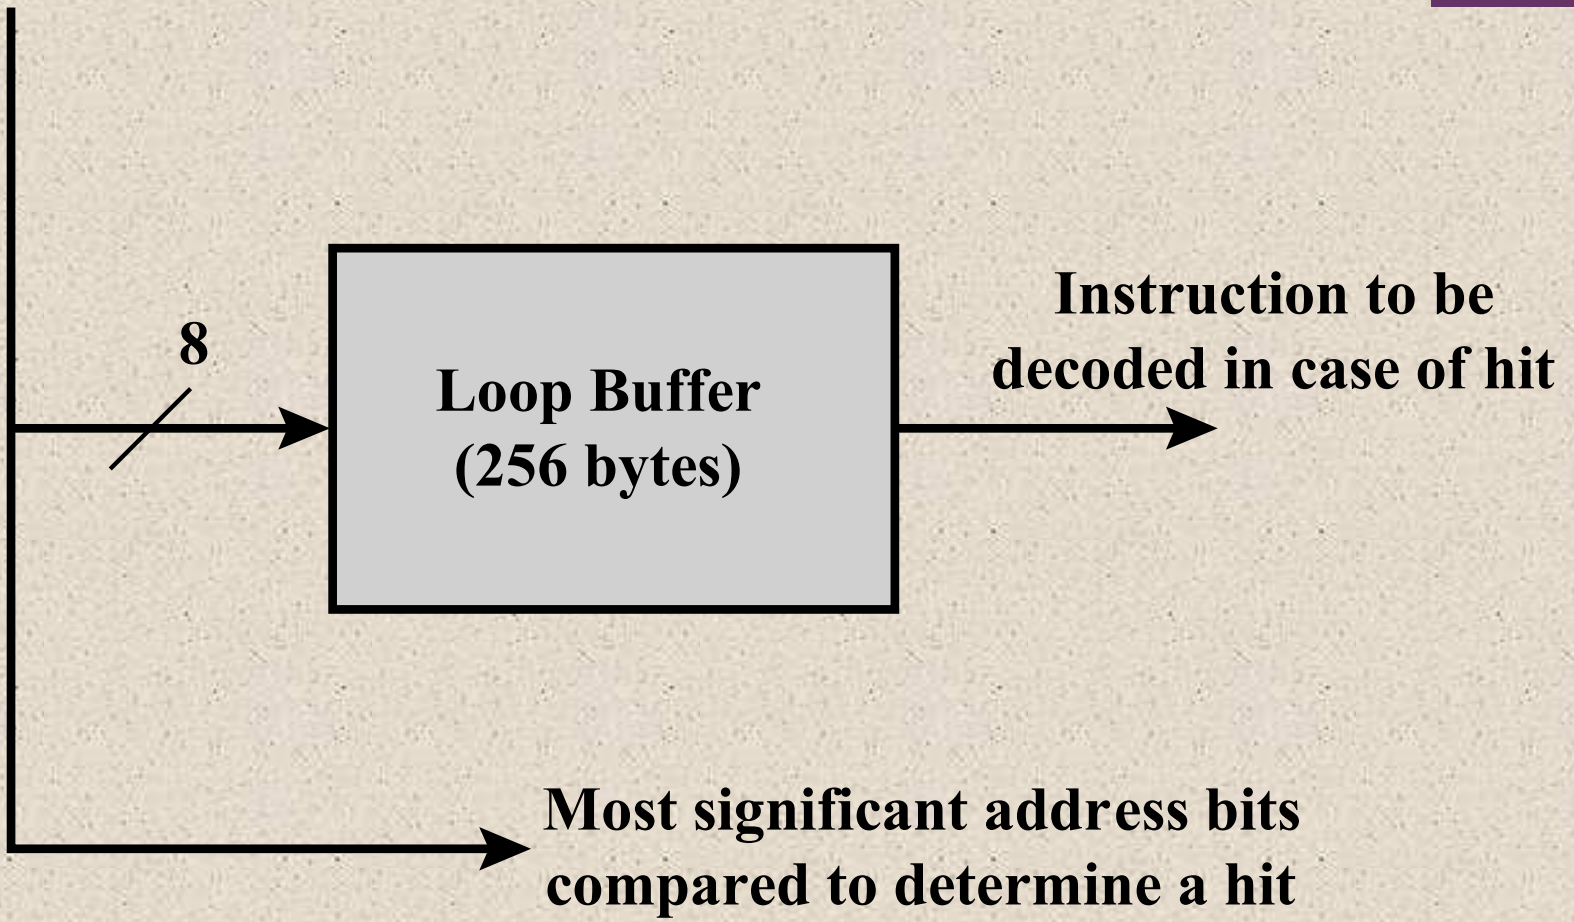 8
Loop Buffer
(256 bytes)
Instruction to be
decoded in case of hit
Most significant address bits
compared to determine a hit